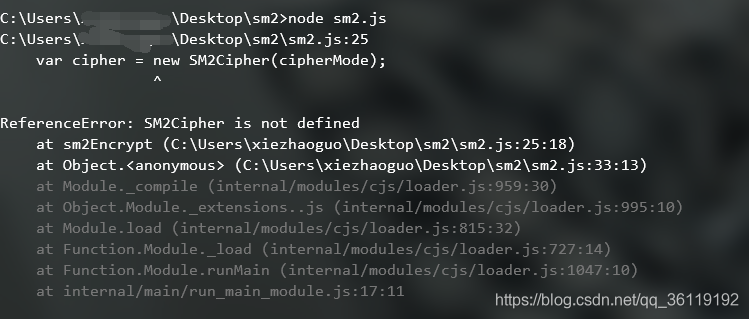 C:\Users\ \Desktop\sm2>node sm2.js
C:\Users\ \Desktop\sm2\sm2.js:25
    var cipher = new SM2Cipher(cipherMode);
                 ^
ReferenceError: SM2Cipher is not defined
    at sm2Encrypt (C:\Users\xiezhaoguo\Desktop\sm2\sm2.js:25:18)
    at Object.<anonymous> (C:\Users\xiezhaoguo\Desktop\sm2\sm2.js:33:13)
    at Module._compile (internal/modules/cjs/loader.js:959:30)
    at Object.Module._extensions..js (internal/modules/cjs/loader.js:995:10)
    at Module.load (internal/modules/cjs/loader.js:815:32)
    at Function.Module._load (internal/modules/cjs/loader.js:727:14)
    at Function.Module.runMain (internal/modules/cjs/loader.js:1047:10)
    at internal/main/run_main_module.js:17:11
https://blog.csdn.net/qq_36119192